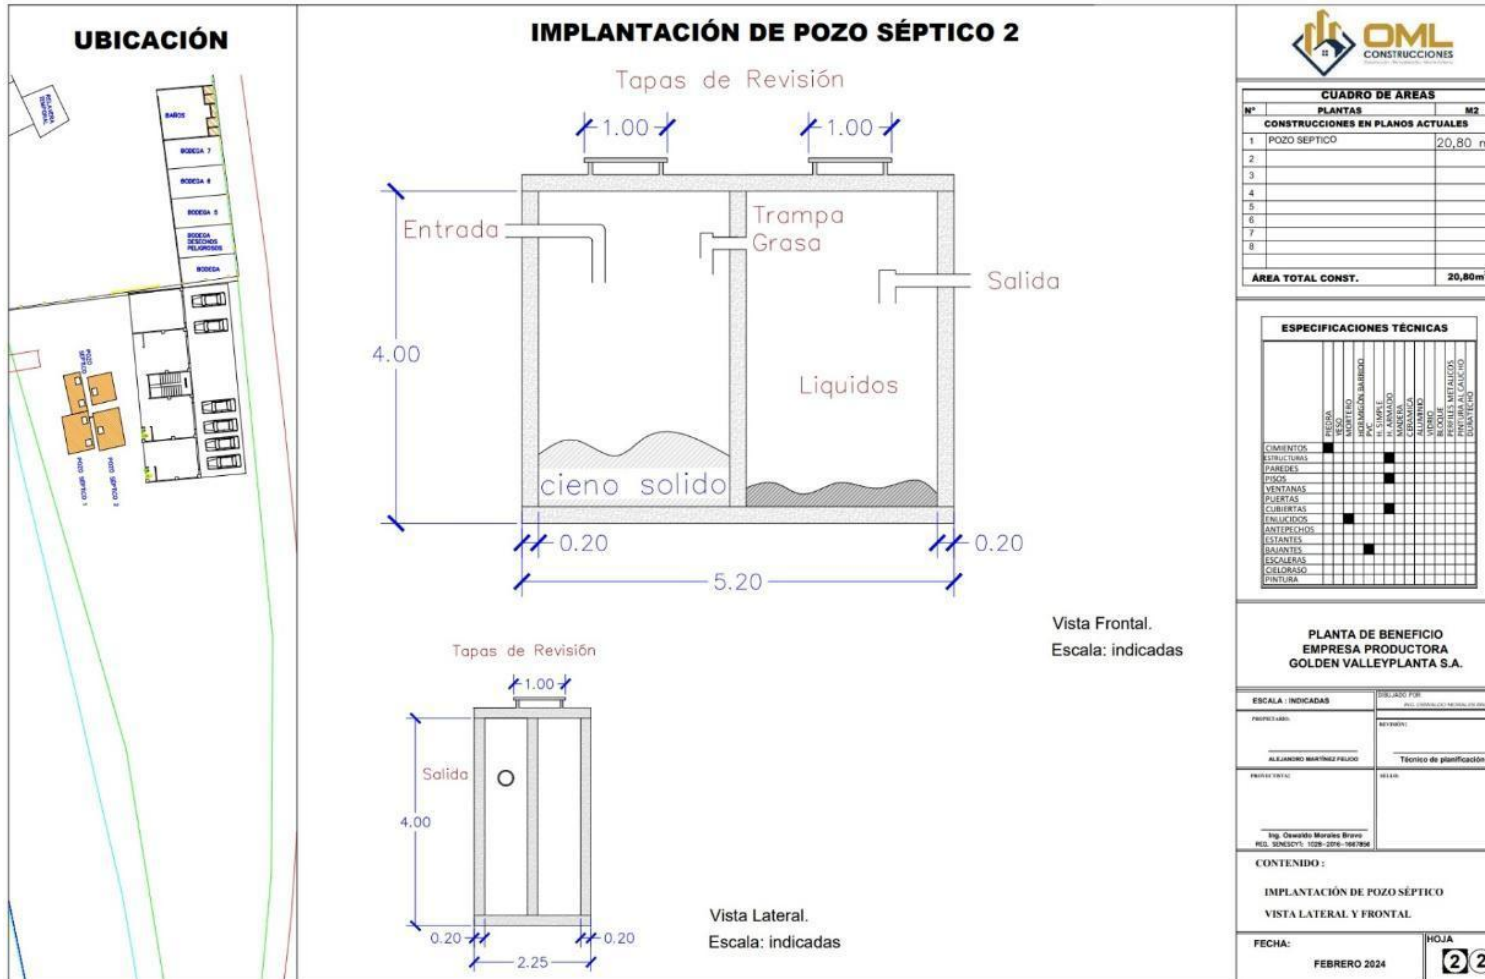 UBICACIÓN
BAÑOS
BODEGA 7
BODEGA 6
BODEGA 5
BODEGA
DESECHOS
PELIGROSOS
BODEGA
POZO
SÉPTICO
POZO SÉPTICO 1
POZO SÉPTICO 2
IMPLANTACIÓN DE POZO SÉPTICO 2
Tapas de Revisión
1.00
1.00
Entrada
Trampa
Grasa
Salida
4.00
Liquidos
cieno solido
0.20
0.20
5.20
Vista Frontal.
Escala: indicadas
Tapas de Revisión
1.00
Salida
4.00
0.20
0.20
2.25
Vista Lateral.
Escala: indicadas
OML
CONSTRUCCIONES
CUADRO DE AREAS
N° PLANTAS M2
CONSTRUCCIONES EN PLANOS ACTUALES
1 POZO SEPTICO 20,80
2
3
4
5
6
7
8
ÁREA TOTAL CONST. 20,80m
ESPECIFICACIONES TÉCNICAS
PIEDRA
YESO
MORTERO
HORMIGÓN BARRIDO
PVC
H. SIMPLE
H. ARMADO
MADERA
CERAMICA
ALUMINIO
VIDRIO
BLOQUE
PERFILES METALICOS
PINTURA AL CAUCHO
DURATECHO
CIMIENTOS
ESTRUCTURAS
PAREDES
PISOS
VENTANAS
PUERTAS
CUBIERTAS
ENLUCIDOS
ANTEPECHOS
ESTANTES
BAJANTES
ESCALERAS
CIELORASO
PINTURA
PLANTA DE BENEFICIO
EMPRESA PRODUCTORA
GOLDEN VALLEYPLANTA S.A.
ESCALA : INDICADAS
DIBUJADO POR
PROPIETARIO:
REVISIÓN:
ALEJANDRO MARTÍNEZ FEIJOO
Técnico de planificación
PROYECTISTA:
SELLO:
Ing. Oswaldo Morales Bravo
CONTENIDO :
IMPLANTACIÓN DE POZO SÉPTICO
VISTA LATERAL Y FRONTAL
FECHA:
FEBRERO 2024
HOJA
2 2